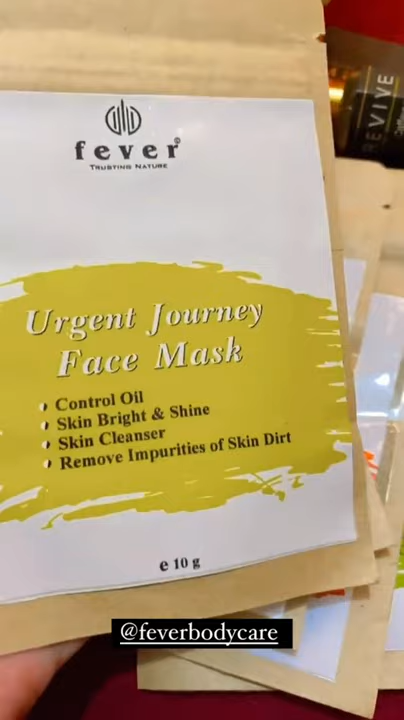 fever®
TRUSTING NATURE
REVIVE
Urgent Journey
Face Mask
Control Oil
Skin Bright & Shine
Skin Cleanser
Remove Impurities of Skin Dirt
e 10 g
@feverbodycare